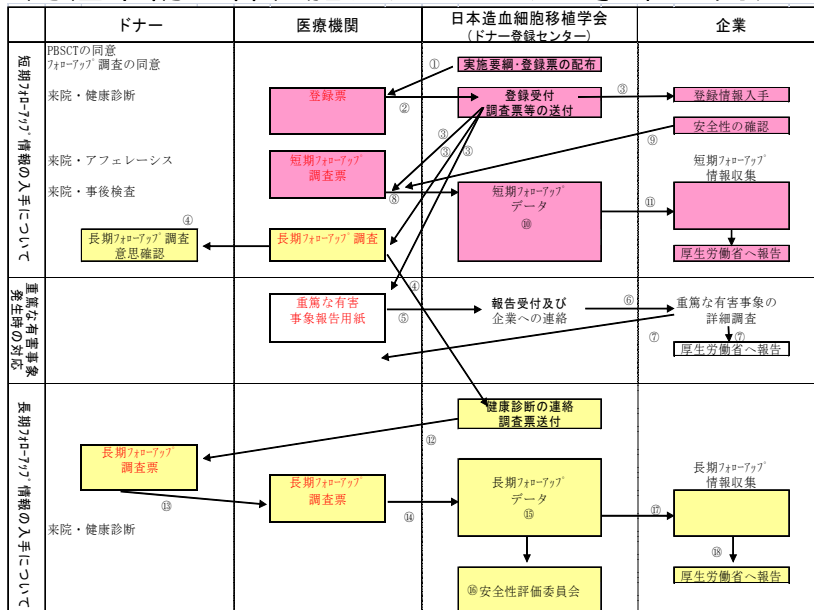 ドナー
医療機関
日本造血細胞移植学会
(ドナー登録センター)
企業
短期フォローアップ情報の入手について
PBSCTの同意
フォローアップ調査の同意
①
実施要綱・登録票の配布
来院・健康診断
登録票
②
登録受付
調査票等の送付
③
登録情報入手
安全性の確認
③
③
③
⑨
来院・アフェレーシス
短期フォローアップ
調査票
短期フォローアップ
情報収集
来院・事後検査
⑧
短期フォローアップ
データ
⑩
⑪
④
長期フォローアップ調査
意思確認
長期フォローアップ調査
厚生労働省へ報告
重篤な有害事象
発生時の対応
④
重篤な有害
事象報告用紙
⑤
報告受付及び
企業への連絡
⑥
重篤な有害事象の
詳細調査
⑦
⑦
厚生労働省へ報告
長期フォローアップ情報の入手について
健康診断の連絡
調査票送付
⑫
長期フォローアップ
調査票
⑬
長期フォローアップ
調査票
⑭
長期フォローアップ
データ
⑮
長期フォローアップ
情報収集
⑰
来院・健康診断
⑱
⑯安全性評価委員会
厚生労働省へ報告